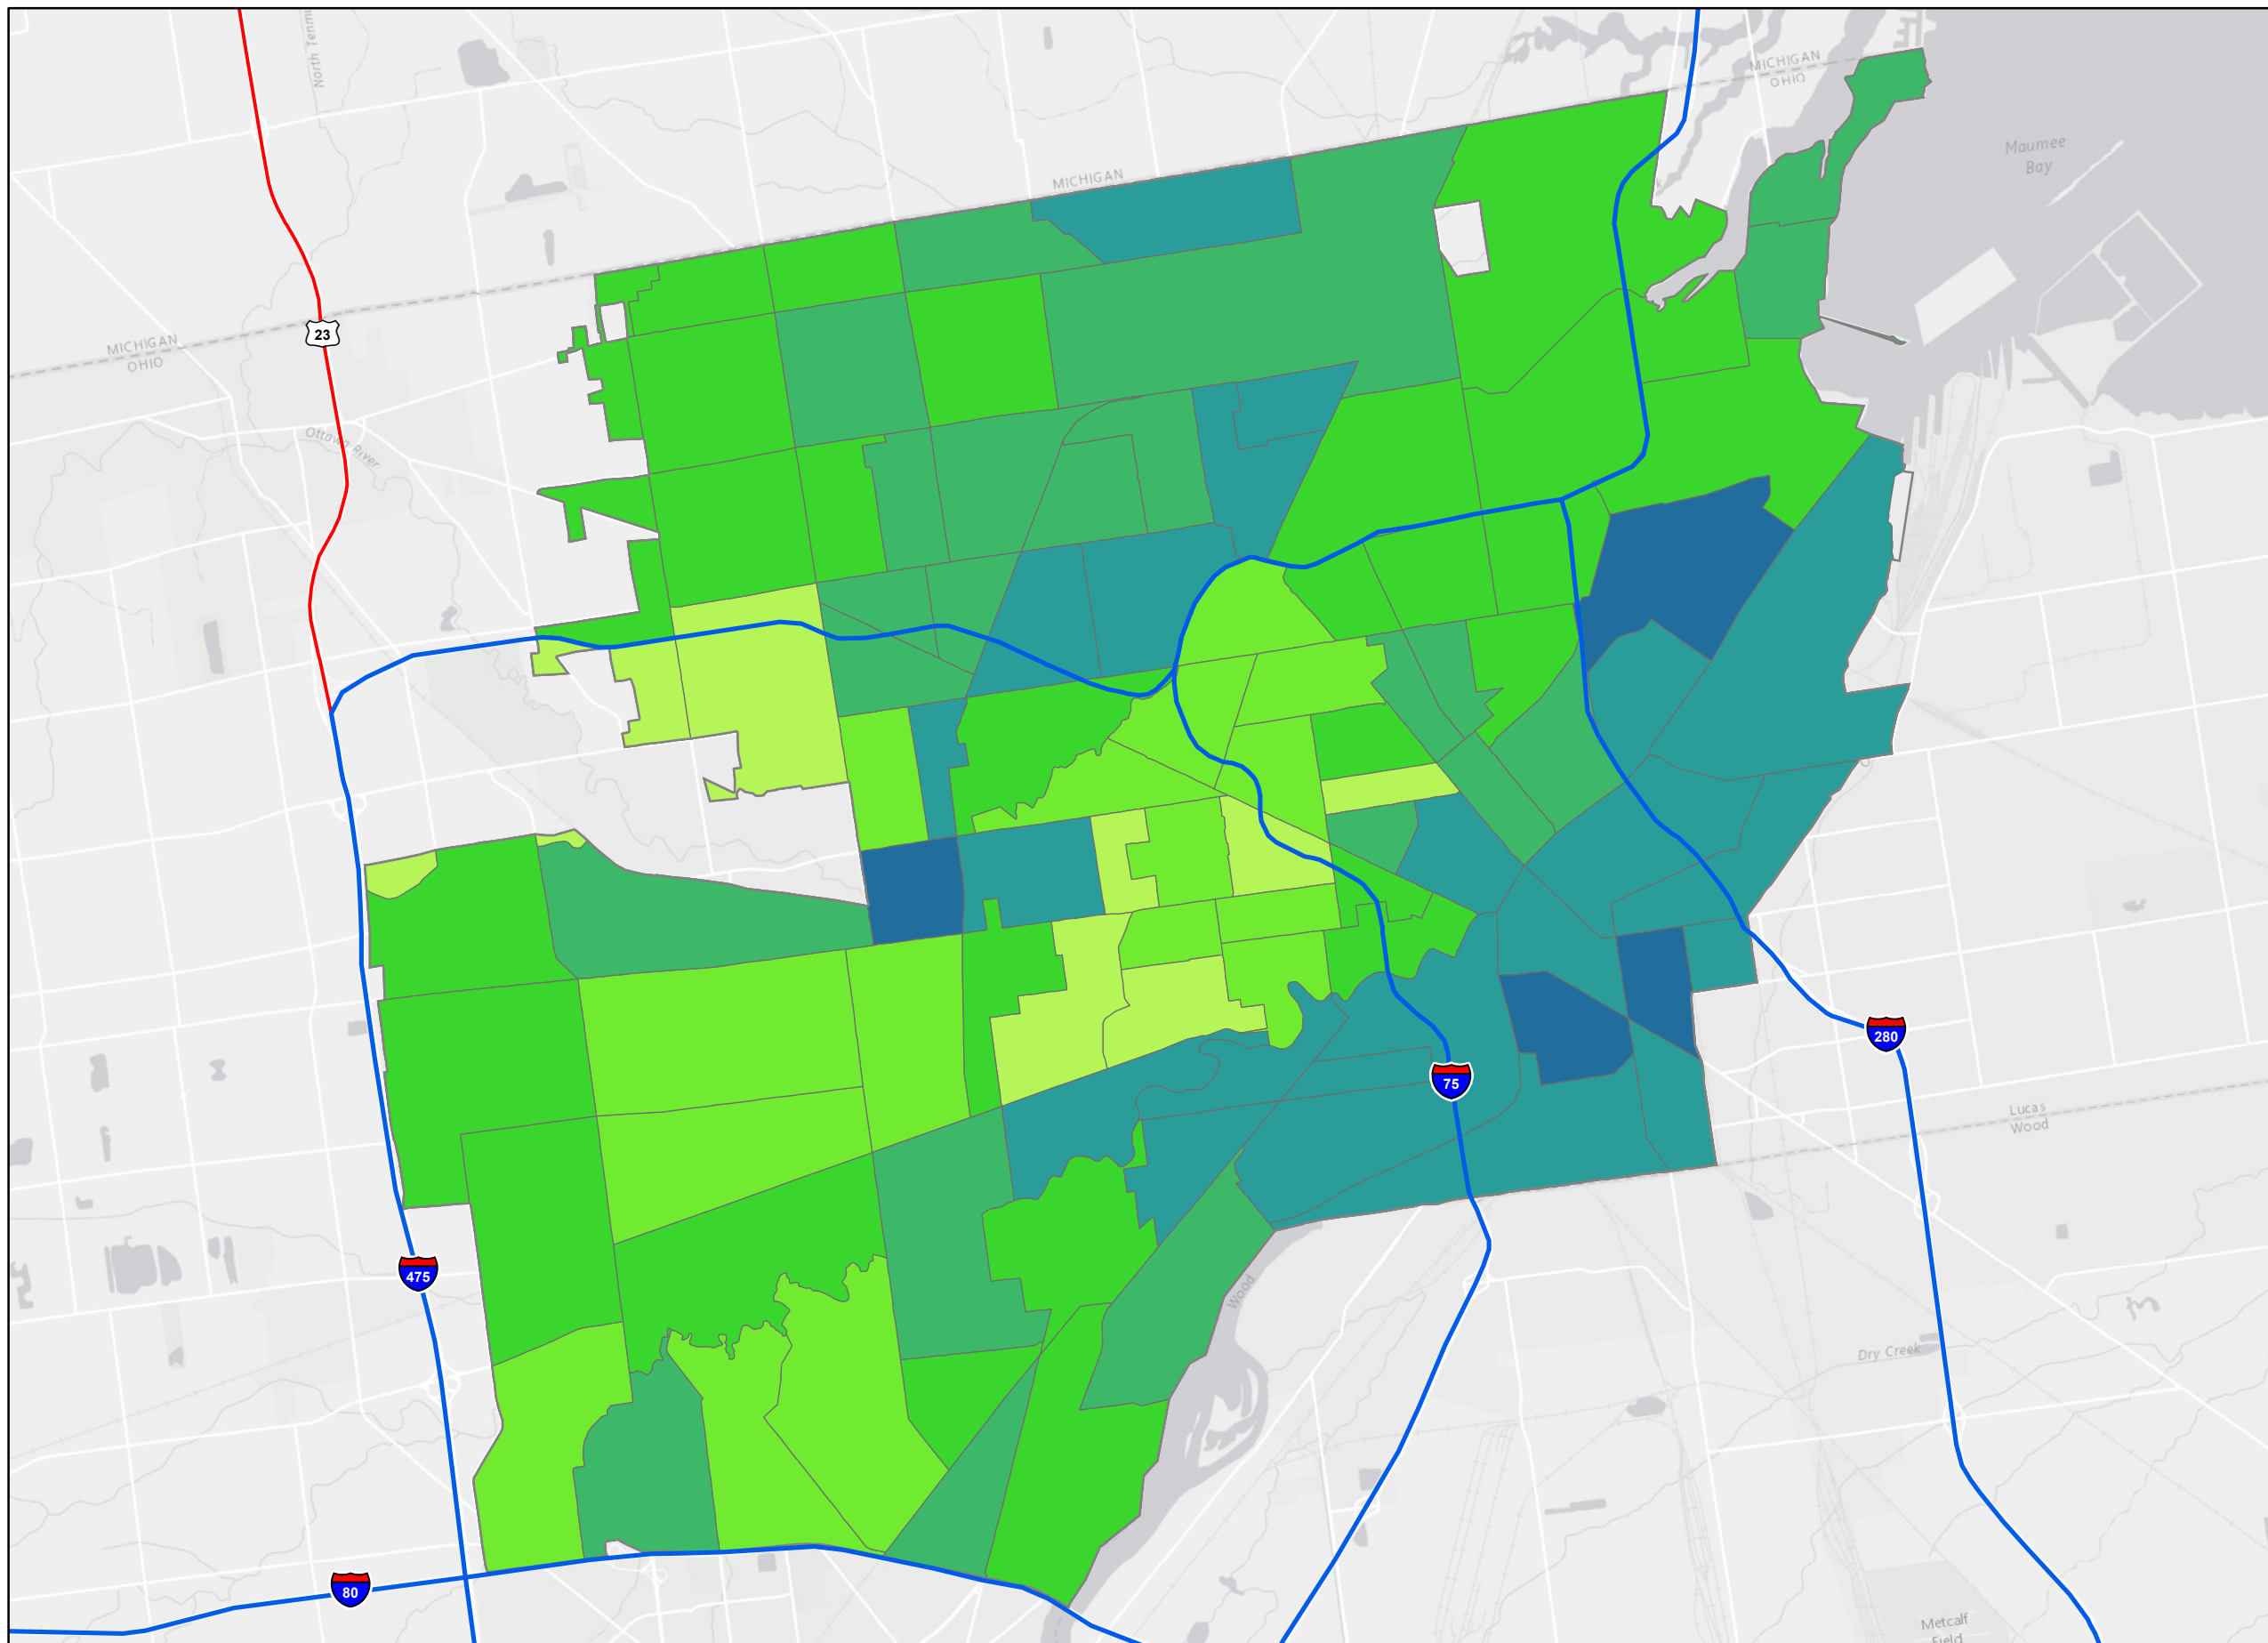 MICHIGAN
OHIO
Maumee
Bay
MICHIGAN
23
MICHIGAN
OHIO
Ottawa River
280
75
Lucas
Wood
475
Wood
Dry Creek
80
Metcalf
Field